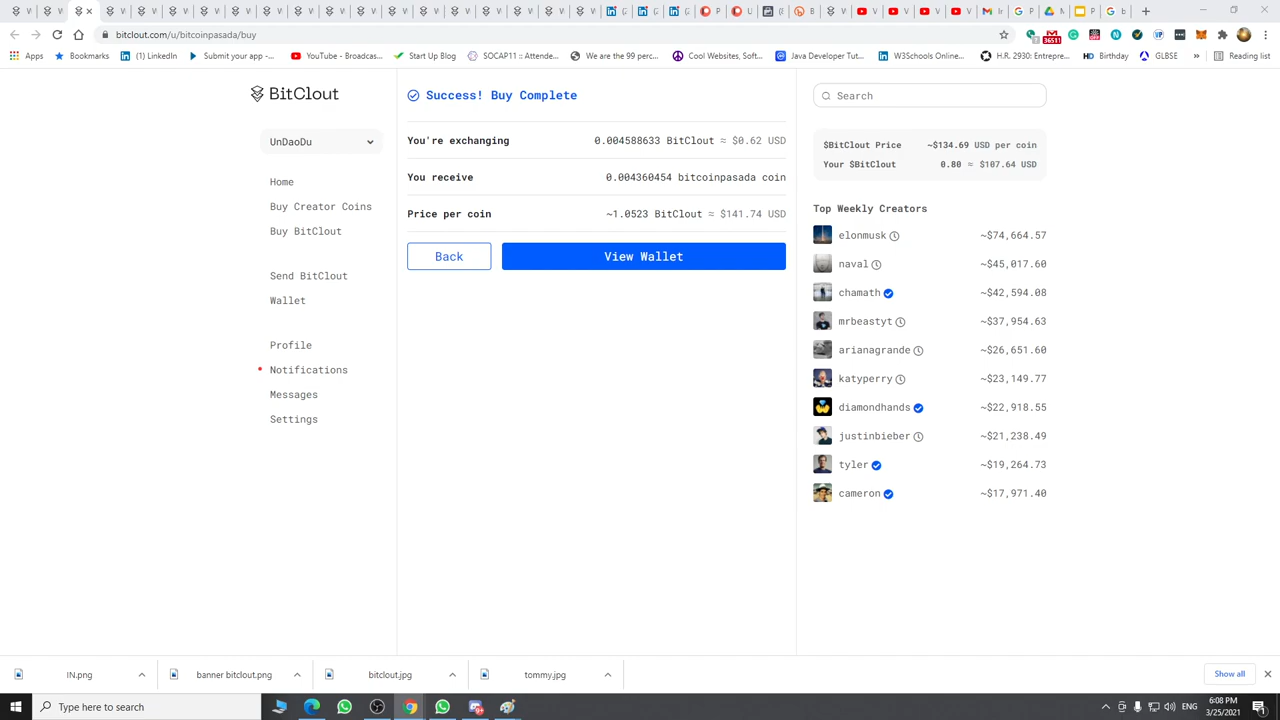 bitclout.com/u/bitcoinpasada/buy
36591
Apps
Bookmarks
(1) LinkedIn
Submit your app -...
YouTube - Broadcas...
Start Up Blog
SOCAP11 :: Attende...
We are the 99 perc...
Cool Websites, Soft...
Java Developer Tut...
W3Schools Online...
H.R. 2930: Entrepre...
HD Birthday
GLBSE
»
Reading list
BitClout
UnDaoDu
Home
Buy Creator Coins
Buy BitClout
Send BitClout
Wallet
Profile
Notifications
Messages
Settings
Success! Buy Complete
You're exchanging 0.004588633 BitClout ≈ $0.62 USD
You receive 0.004360454 bitcoinpasada coin
Price per coin ~1.0523 BitClout ≈ $141.74 USD
Back
View Wallet
Search
$BitClout Price ~$134.69 USD per coin
Your $BitClout 0.80 ≈ $107.64 USD
Top Weekly Creators
elonmusk ~$74,664.57
naval ~$45,017.60
chamath ~$42,594.08
mrbeastyt ~$37,954.63
arianagrande ~$26,651.60
katyperry ~$23,149.77
diamondhands ~$22,918.55
justinbieber ~$21,238.49
tyler ~$19,264.73
cameron ~$17,971.40
IN.png
banner bitclout.png
bitclout.jpg
tommy.jpg
Show all
Type here to search
ENG
6:08 PM
3/25/2021